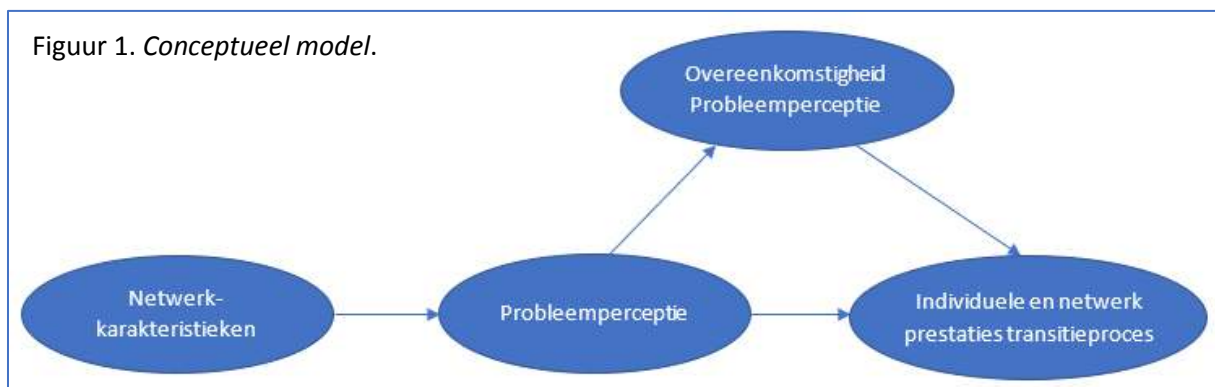 Figuur 1. Conceptueel model.
Overeenkomstigheid
Probleemperceptie
Netwerk-
karakteristieken
Probleemperceptie
Individuele en netwerk
prestaties transitieproces